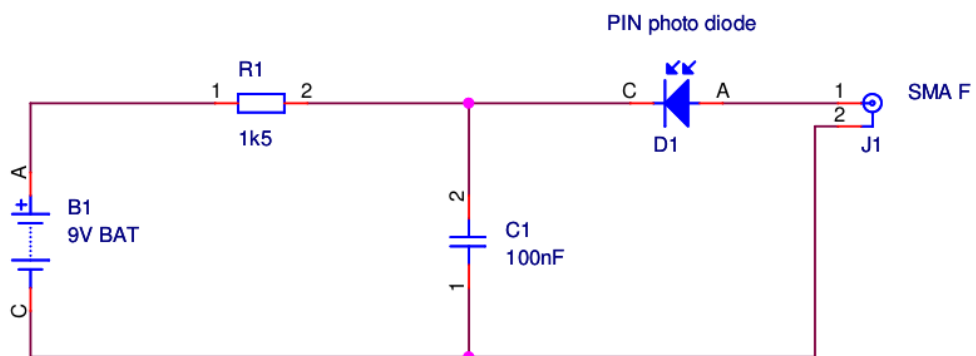 PIN photo diode
R1
1 2
1k5
C A
D1
1
2
SMA F
J1
A
+
B1
9V BAT
C
2
C1
100nF
1